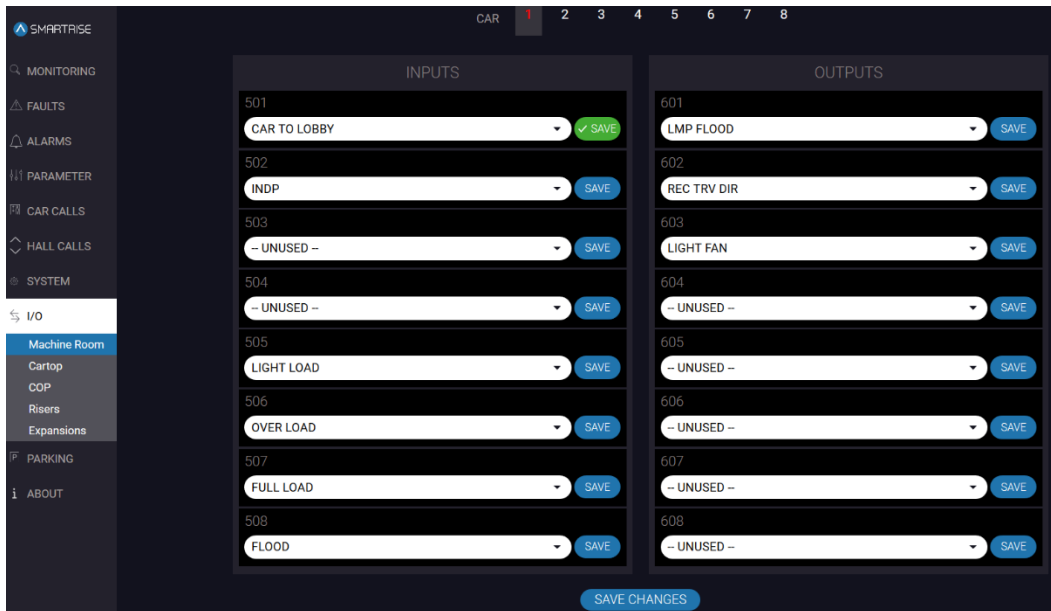 SMARTRISE
MONITORING
FAULTS
ALARMS
PARAMETER
CAR CALLS
HALL CALLS
SYSTEM
I/O
Machine Room
Cartop
COP
Risers
Expansions
PARKING
ABOUT
CAR 1 2 3 4 5 6 7 8
INPUTS
501
CAR TO LOBBY SAVE
502
INDP SAVE
503
-- UNUSED -- SAVE
504
-- UNUSED -- SAVE
505
LIGHT LOAD SAVE
506
OVER LOAD SAVE
507
FULL LOAD SAVE
508
FLOOD SAVE
OUTPUTS
601
LMP FLOOD SAVE
602
REC TRV DIR SAVE
603
LIGHT FAN SAVE
604
-- UNUSED -- SAVE
605
-- UNUSED -- SAVE
606
-- UNUSED -- SAVE
607
-- UNUSED -- SAVE
608
-- UNUSED -- SAVE
SAVE CHANGES